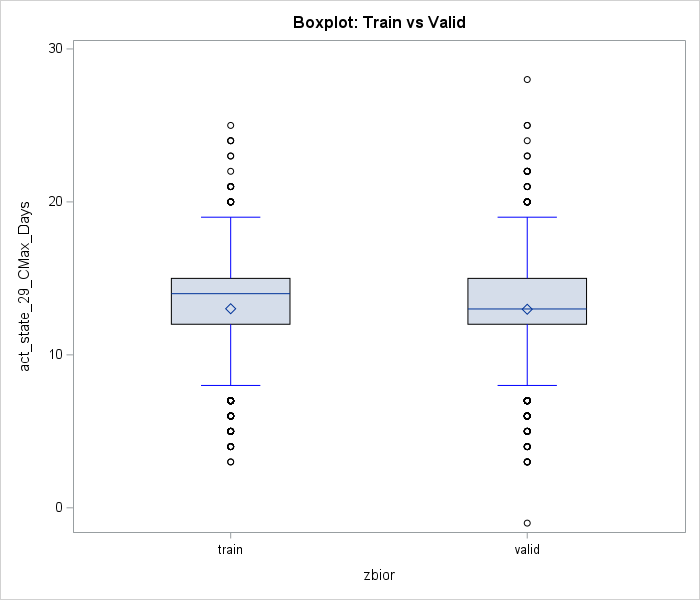 Boxplot: Train vs Valid
30
20
10
0
act_state_29_CMax_Days
train
valid
zbior